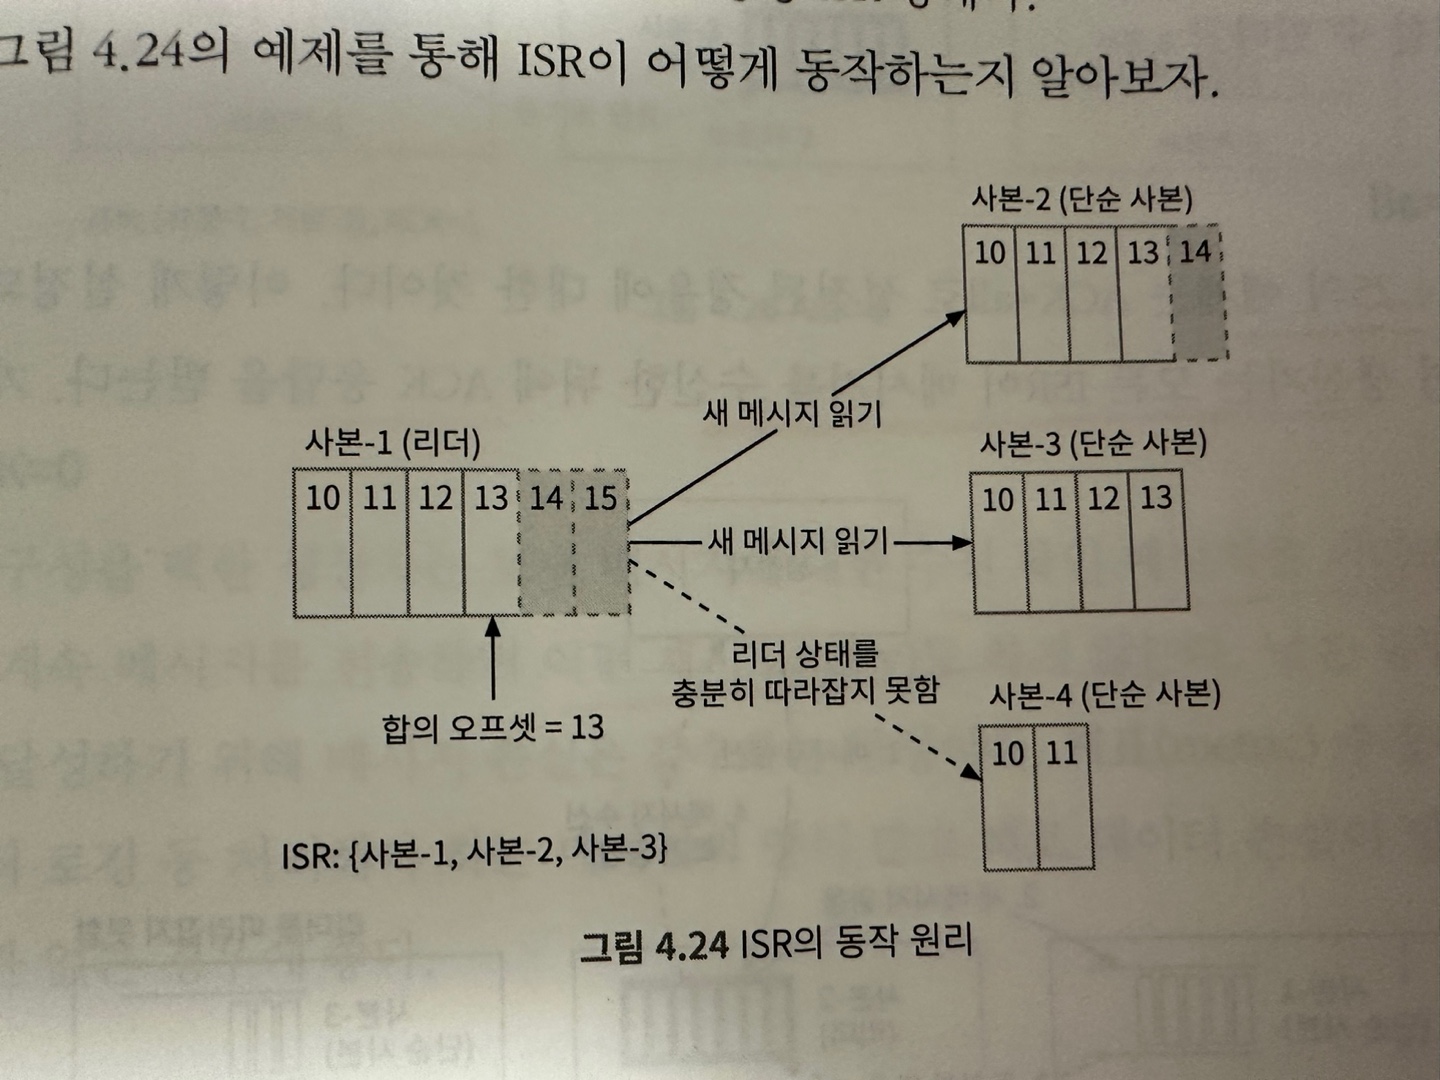 그림 4.24의 예제를 통해 ISR이 어떻게 동작하는지 알아보자.
사본-2 (단순 사본)
10 11 12 13 14
새 메시지 읽기
사본-1 (리더)
10 11 12 13 14 15
사본-3 (단순 사본)
10 11 12 13
새 메시지 읽기
리더 상태를
충분히 따라잡지 못함
사본-4 (단순 사본)
10 11
합의 오프셋 = 13
ISR: {사본-1, 사본-2, 사본-3}
그림 4.24 ISR의 동작 원리